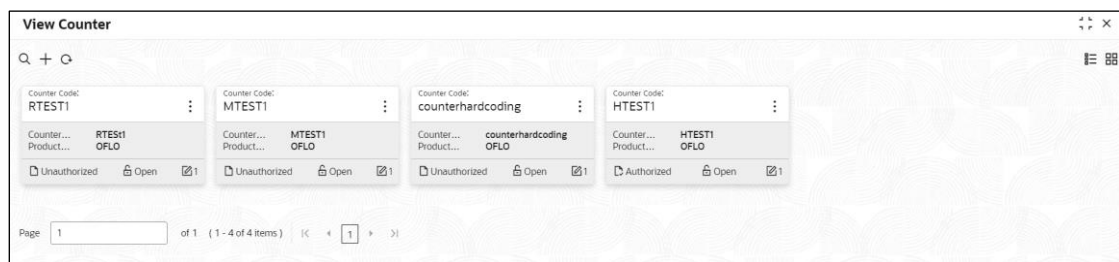 View Counter
Counter Code: Counter Code: Counter Code: Counter Code:
RTEST1 MTEST1 counterhardcoding HTEST1
Counter... RTESt1 Counter... MTEST1 Counter... counterhardcoding Counter... HTEST1
Product... OFLO Product... OFLO Product... OFLO Product... OFLO
Unauthorized Open 1 Unauthorized Open 1 Unauthorized Open 1 Authorized Open 1
Page 1 of 1 ( 1 - 4 of 4 items ) 1